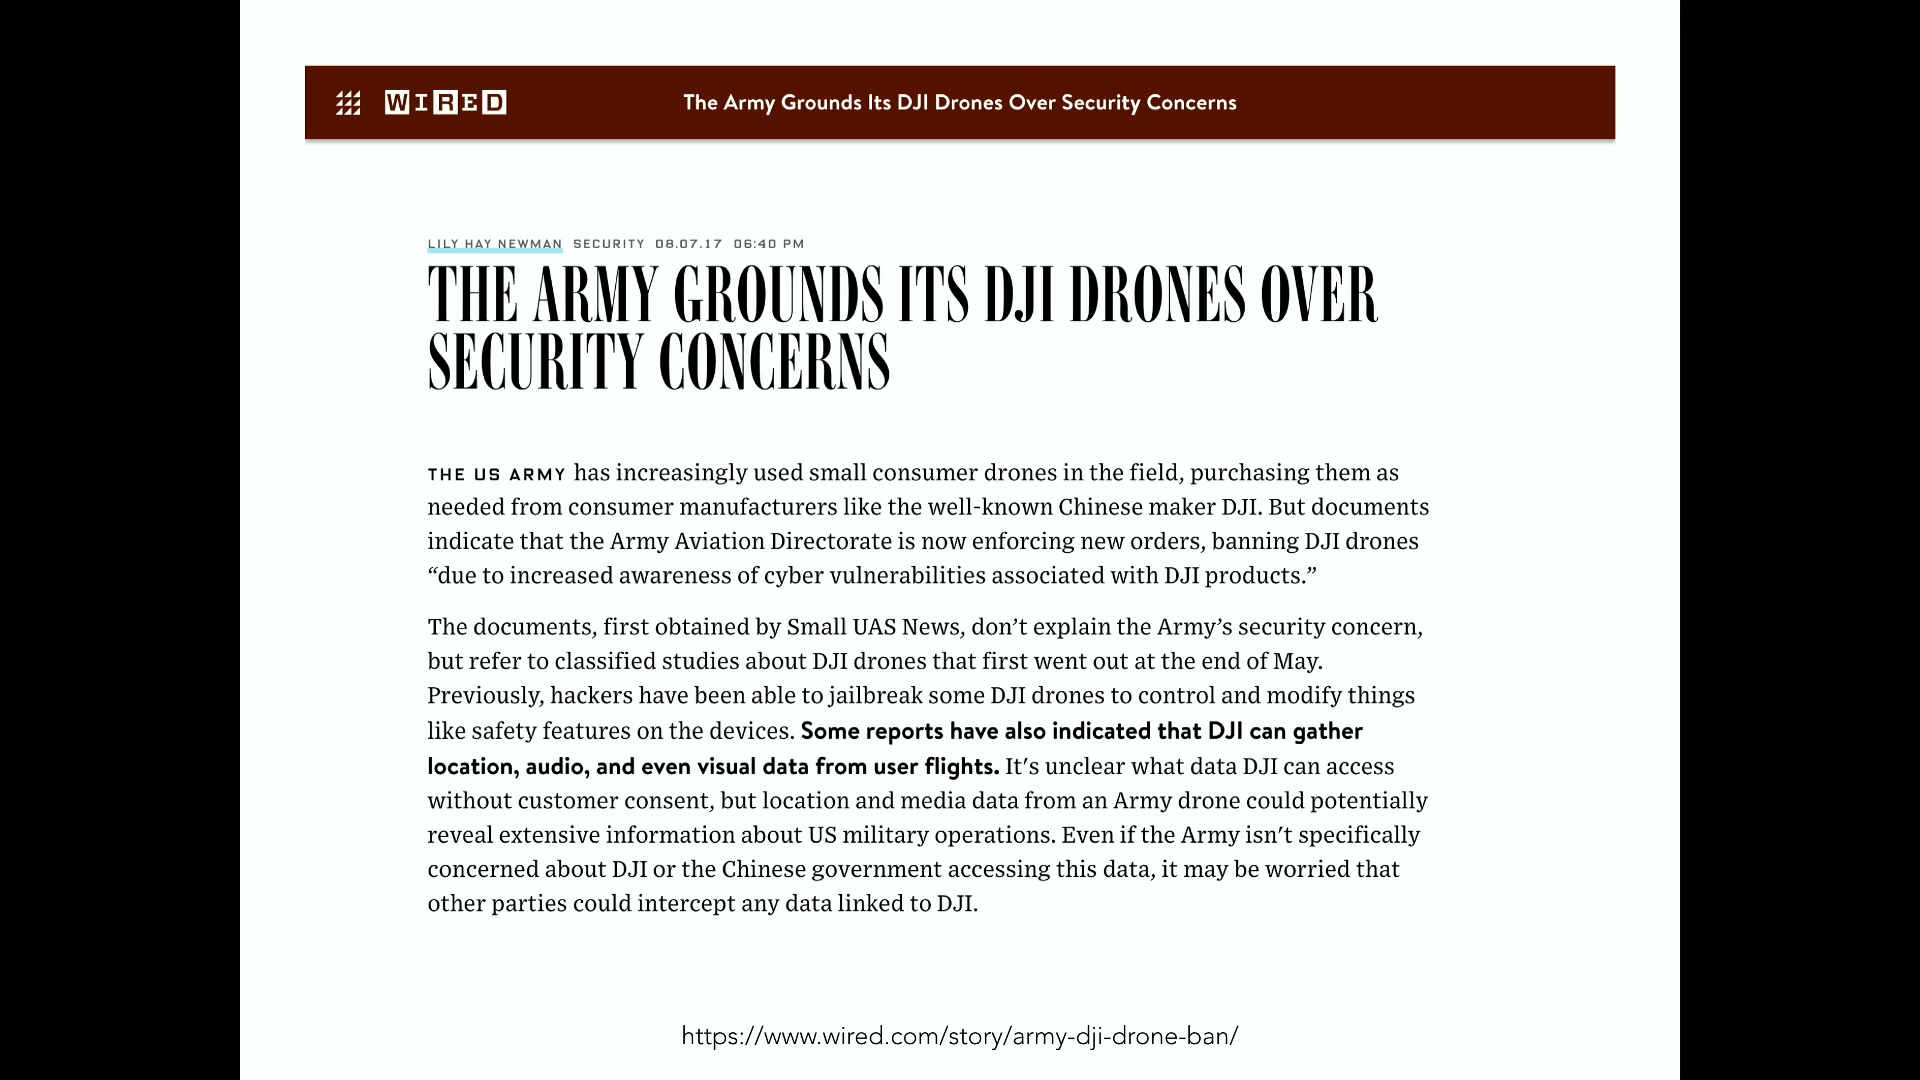 WIRED
The Army Grounds Its DJI Drones Over Security Concerns
LILY HAY NEWMAN SECURITY 08.07.17 06:40 PM
THE ARMY GROUNDS ITS DJI DRONES OVER
SECURITY CONCERNS
THE US ARMY has increasingly used small consumer drones in the field, purchasing them as
needed from consumer manufacturers like the well-known Chinese maker DJI. But documents
indicate that the Army Aviation Directorate is now enforcing new orders, banning DJI drones
“due to increased awareness of cyber vulnerabilities associated with DJI products.”
The documents, first obtained by Small UAS News, don’t explain the Army’s security concern,
but refer to classified studies about DJI drones that first went out at the end of May.
Previously, hackers have been able to jailbreak some DJI drones to control and modify things
like safety features on the devices. Some reports have also indicated that DJI can gather
location, audio, and even visual data from user flights. It's unclear what data DJI can access
without customer consent, but location and media data from an Army drone could potentially
reveal extensive information about US military operations. Even if the Army isn't specifically
concerned about DJI or the Chinese government accessing this data, it may be worried that
other parties could intercept any data linked to DJI.
https://www.wired.com/story/army-dji-drone-ban/